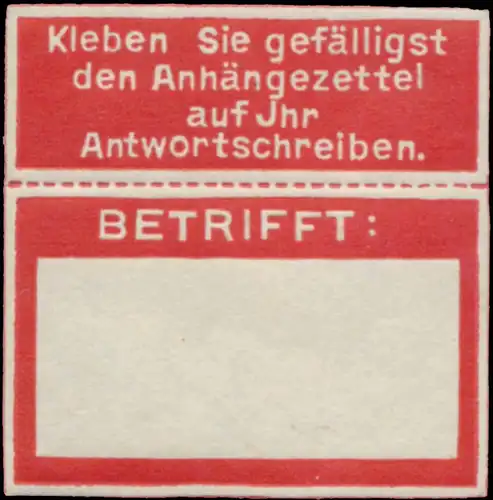 Kleben Sie gefälligst
den Anhängezettel
auf Jhr
Antwortschreiben.
BETRIFFT: